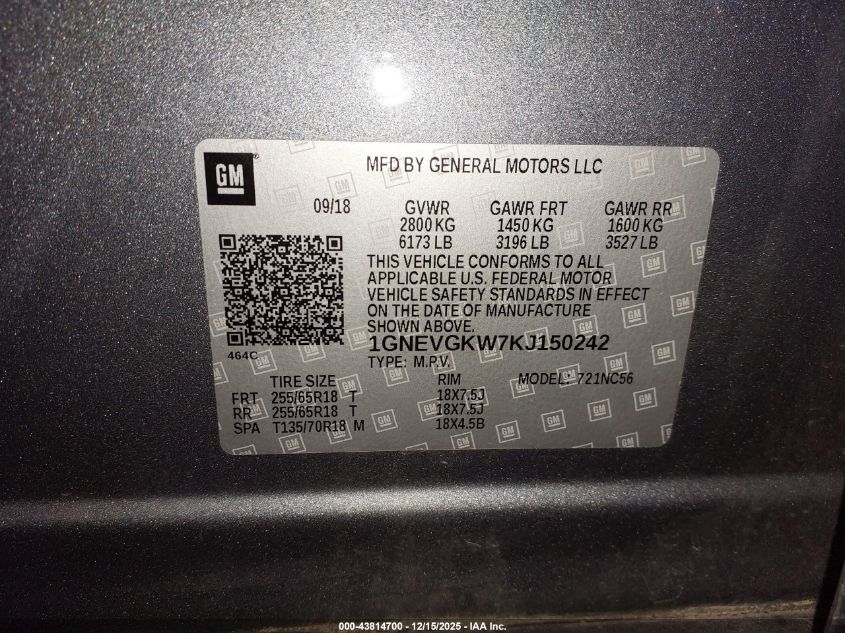 GM
MFD BY GENERAL MOTORS LLC
09/18 GVWR GAWR FRT GAWR RR
2800 KG 1450 KG 1600 KG
6173 LB 3196 LB 3527 LB
THIS VEHICLE CONFORMS TO ALL
APPLICABLE U.S. FEDERAL MOTOR
VEHICLE SAFETY STANDARDS IN EFFECT
ON THE DATE OF MANUFACTURE
SHOWN ABOVE.
464C
1GNEVGKW7KJ150242
TYPE: M.P.V.
TIRE SIZE RIM MODEL: 721NC56
FRT 255/65R18 T 18X7.5J
RR 255/65R18 T 18X7.5J
SPA T135/70R18 M 18X4.5B
000-43814700 - 12/15/2025 - IAA Inc.